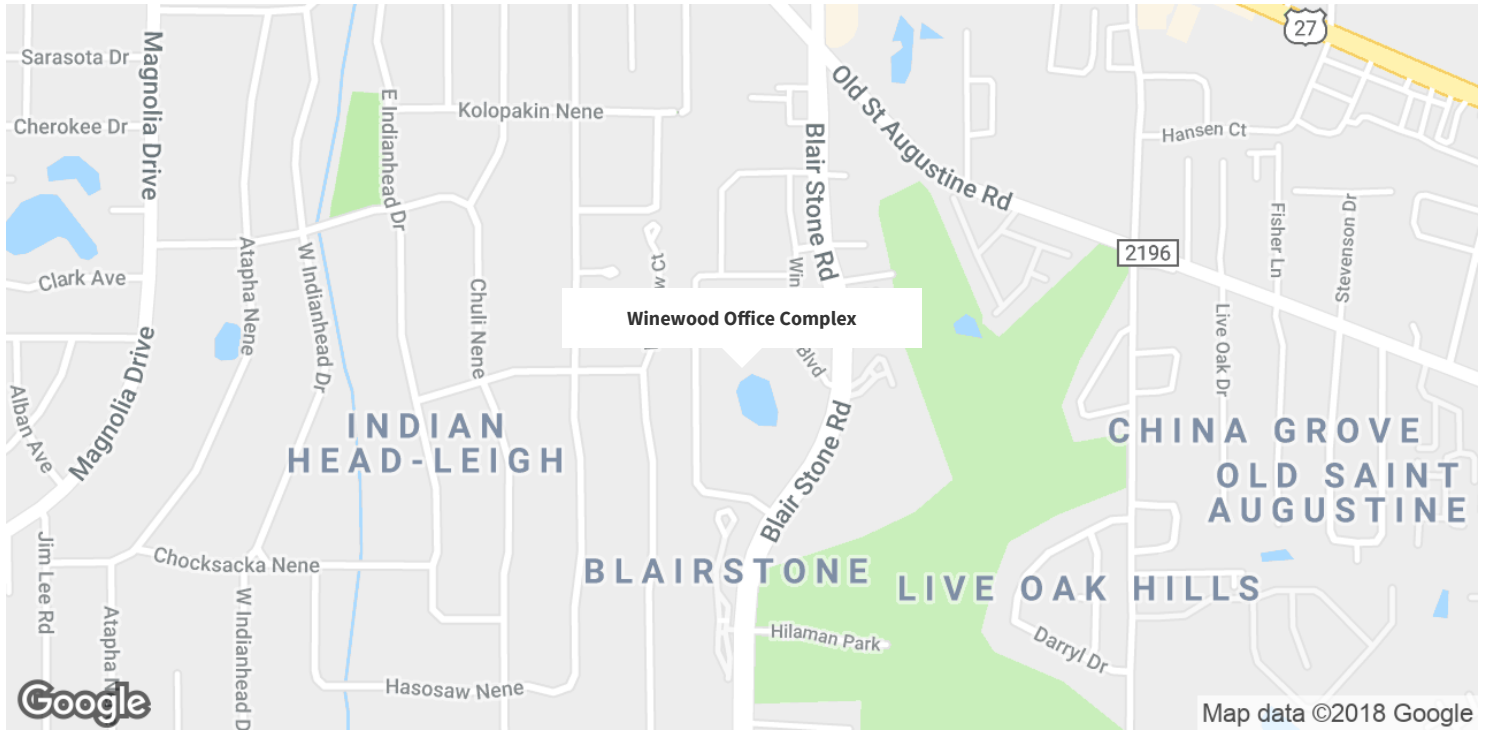 27
Sarasota Dr
Magnolia Drive
Cherokee Dr
E Indianhead Dr
Kolopakin Nene
Blair Stone Rd
Old St Augustine Rd
Hansen Ct
2196
Fisher Ln
Stevenson Dr
Clark Ave
Atapha Nene
W Indianhead Dr
Chuli Nene
w Ct
Live Oak Dr
Winewood Office Complex
Blvd
Magnolia Drive
Alban Ave
INDIAN
HEAD-LEIGH
Blair Stone Rd
CHINA GROVE
OLD SAINT
AUGUSTINE
Jim Lee Rd
Chocksacka Nene
BLAIRSTONE
LIVE OAK HILLS
Atapha N
W Indianhead D
Hilaman Park
Darryl Dr
Hasosaw Nene
Google
Map data ©2018 Google